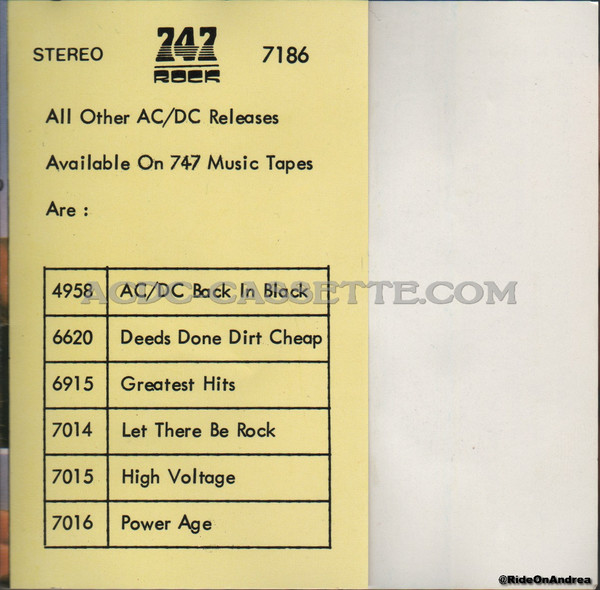 STEREO 747 ROCK 7186
All Other AC/DC Releases
Available On 747 Music Tapes
Are :
4958 AC/DC Back In Black
ACDC-CASSETTE.COM
6620 Deeds Done Dirt Cheap
6915 Greatest Hits
7014 Let There Be Rock
7015 High Voltage
7016 Power Age
@RideOnAndrea